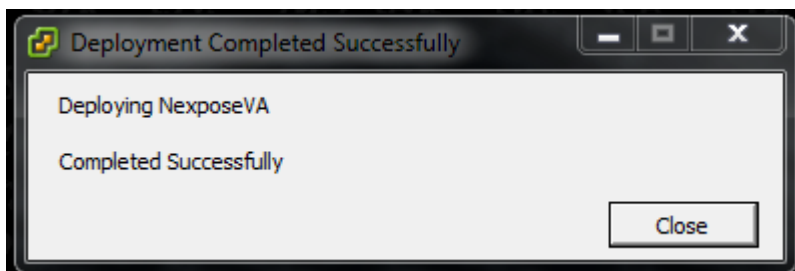 Deployment Completed Successfully
Deploying NexposeVA
Completed Successfully
Close